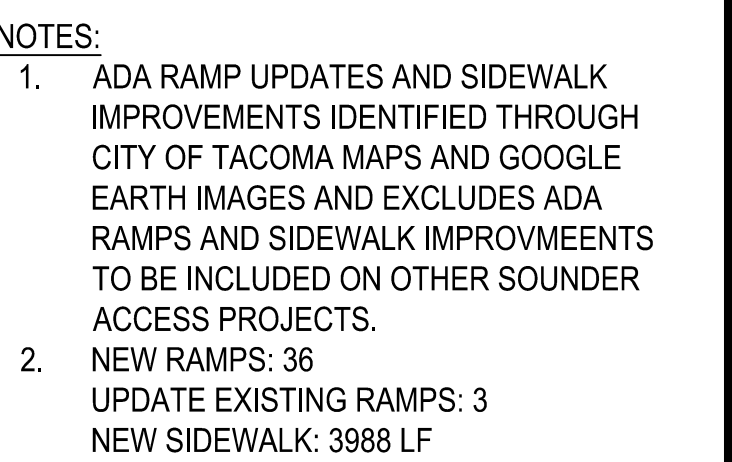 NOTES:
1. ADA RAMP UPDATES AND SIDEWALK
IMPROVEMENTS IDENTIFIED THROUGH
CITY OF TACOMA MAPS AND GOOGLE
EARTH IMAGES AND EXCLUDES ADA
RAMPS AND SIDEWALK IMPROVMEENTS
TO BE INCLUDED ON OTHER SOUNDER
ACCESS PROJECTS.
2. NEW RAMPS: 36
UPDATE EXISTING RAMPS: 3
NEW SIDEWALK: 3988 LF